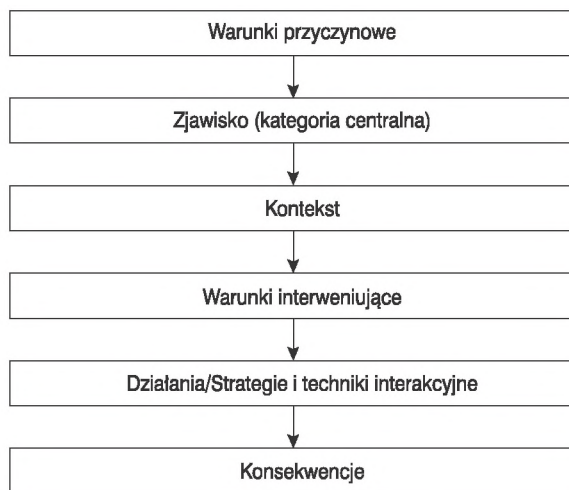 Warunki przyczynowe
Zjawisko (kategoria centralna)
Kontekst
Warunki interweniujące
Działania/Strategie i techniki interakcyjne
Konsekwencje